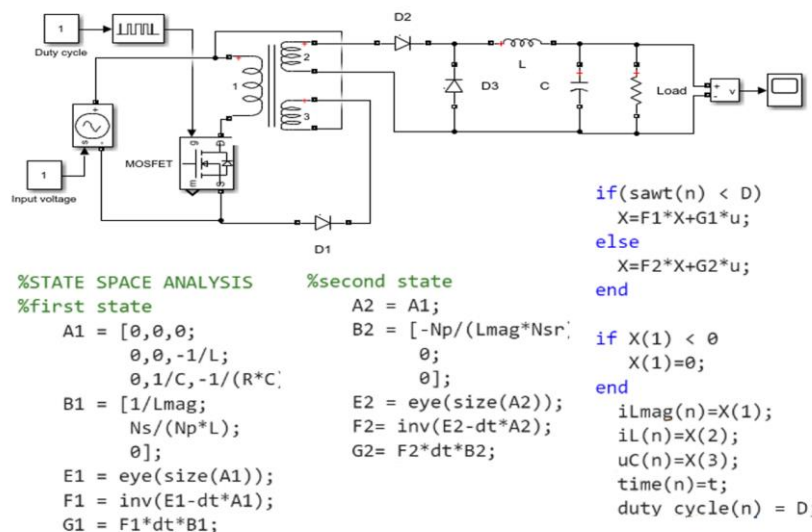 D2
1
Duty cycle
1
2
3
L
D3
C
Load
+
-
v
MOSFET
g
D
m
S
+
-
s
1
Input voltage
D1
%STATE SPACE ANALYSIS
%first state
A1 = [0,0,0;
0,0,-1/L;
0,1/C,-1/(R*C)
B1 = [1/Lmag;
Ns/(Np*L);
0];
E1 = eye(size(A1));
F1 = inv(E1-dt*A1);
G1 = F1*dt*B1;
%second state
A2 = A1;
B2 = [-Np/(Lmag*Nsr)
0;
0];
E2 = eye(size(A2));
F2= inv(E2-dt*A2);
G2= F2*dt*B2;
if(sawt(n) < D)
X=F1*X+G1*u;
else
X=F2*X+G2*u;
end
if X(1) < 0
X(1)=0;
end
iLmag(n)=X(1);
iL(n)=X(2);
uC(n)=X(3);
time(n)=t;
duty cycle(n) = D